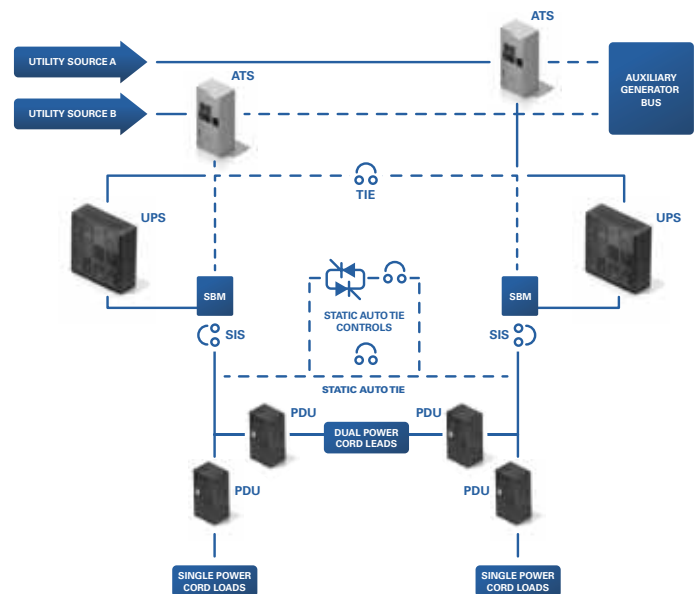 ATS
UTILITY SOURCE A
ATS
AUXILIARY
GENERATOR
BUS
UTILITY SOURCE B
TIE
UPS
UPS
SBM
SBM
STATIC AUTO TIE
CONTROLS
SIS
SIS
STATIC AUTO TIE
PDU
PDU
DUAL POWER
CORD LEADS
PDU
PDU
SINGLE POWER
CORD LOADS
SINGLE POWER
CORD LOADS